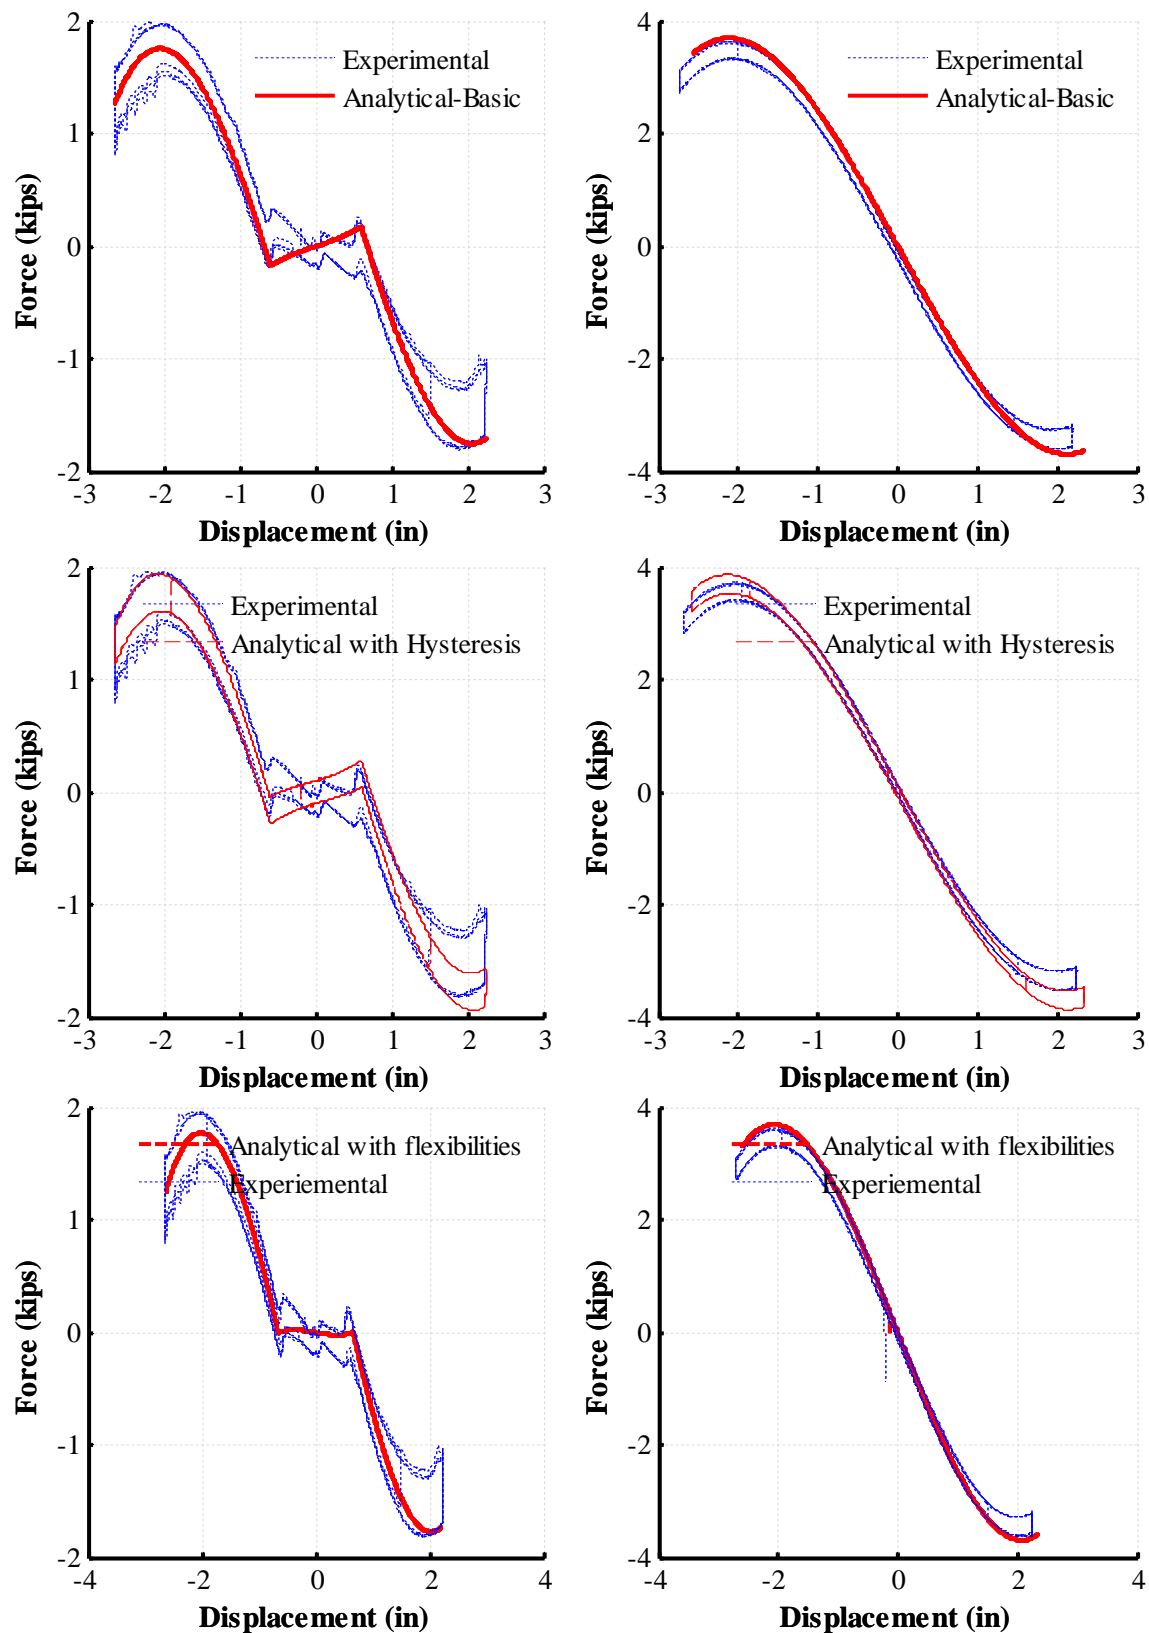 2
1
0
-1
-2
-3
-2
-1
0
1
2
3
Force (kips)
Displacement (in)
Experimental
Analytical-Basic
4
2
0
-2
-4
-3
-2
-1
0
1
2
3
Force (kips)
Displacement (in)
Experimental
Analytical-Basic
2
1
0
-1
-2
-3
-2
-1
0
1
2
3
Force (kips)
Displacement (in)
Experimental
Analytical with Hysteresis
4
2
0
-2
-4
-3
-2
-1
0
1
2
3
Force (kips)
Displacement (in)
Experimental
Analytical with Hysteresis
2
1
0
-1
-2
-4
-2
0
2
4
Force (kips)
Displacement (in)
Analytical with flexibilities
Experiemental
4
2
0
-2
-4
-4
-2
0
2
4
Force (kips)
Displacement (in)
Analytical with flexibilities
Experiemental